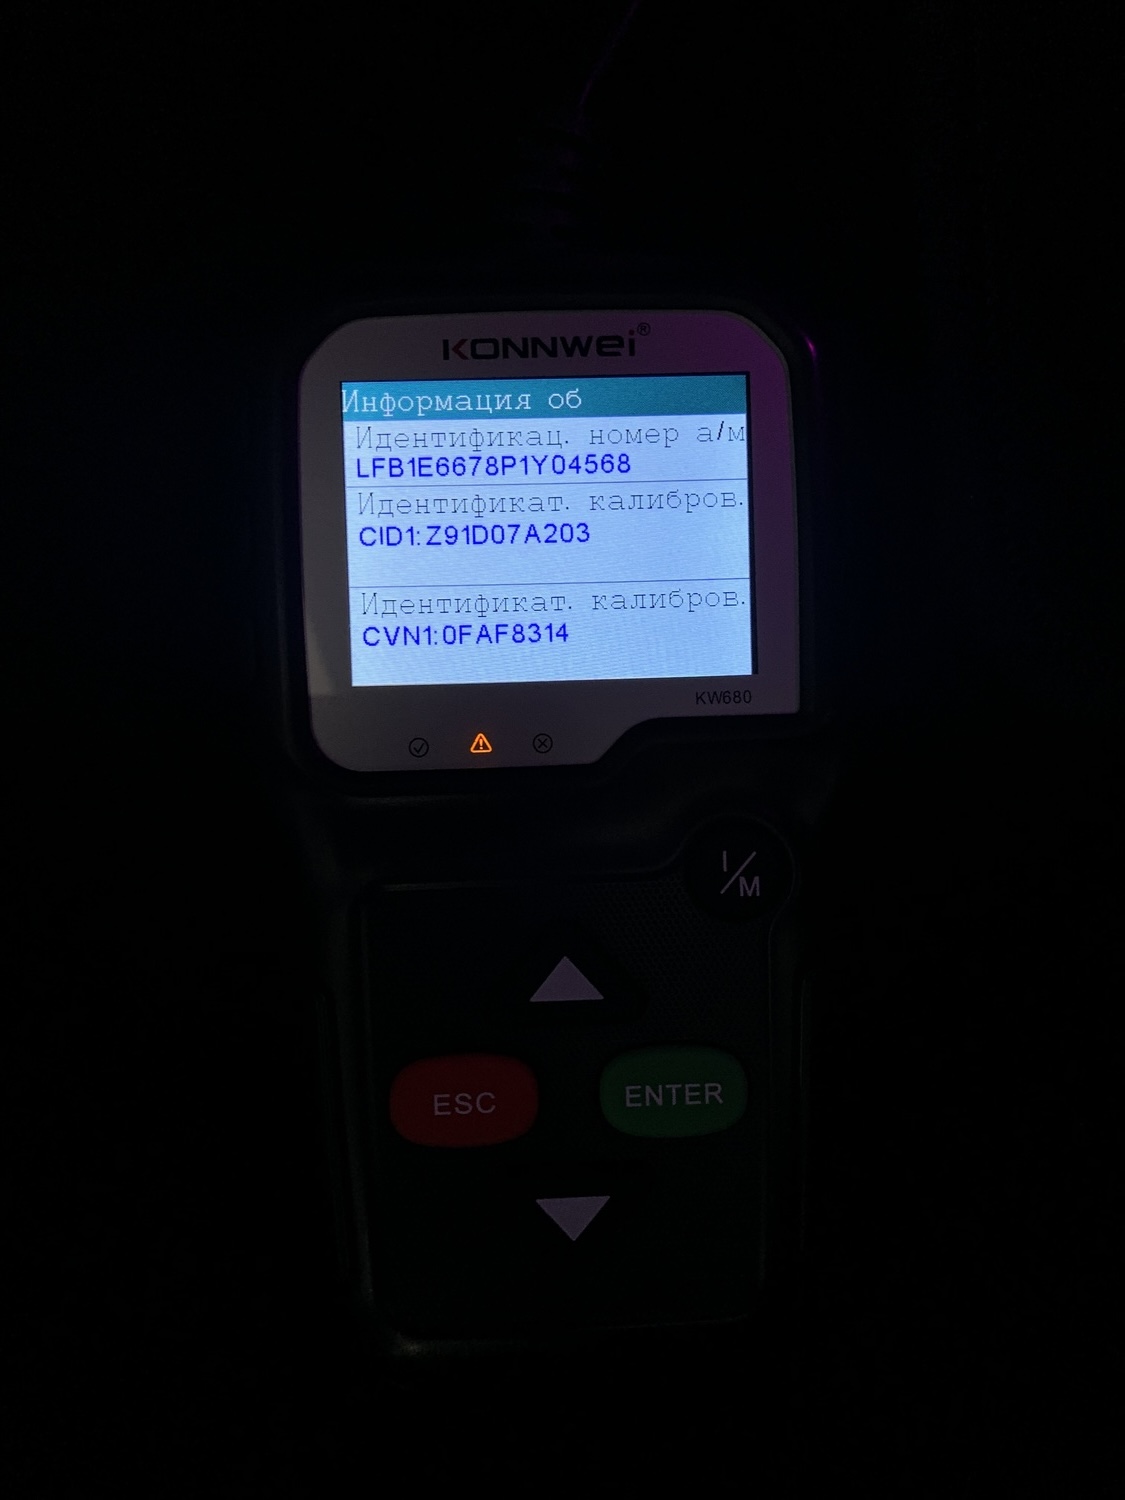 KONNWEI®
Информация об
Идентификац. номер а/м
LFB1E6678P1Y04568
Идентификат. калибров.
CID1:Z91D07A203
Идентификат. калибров.
CVN1:0FAF8314
KW680
I/M
ESC
ENTER